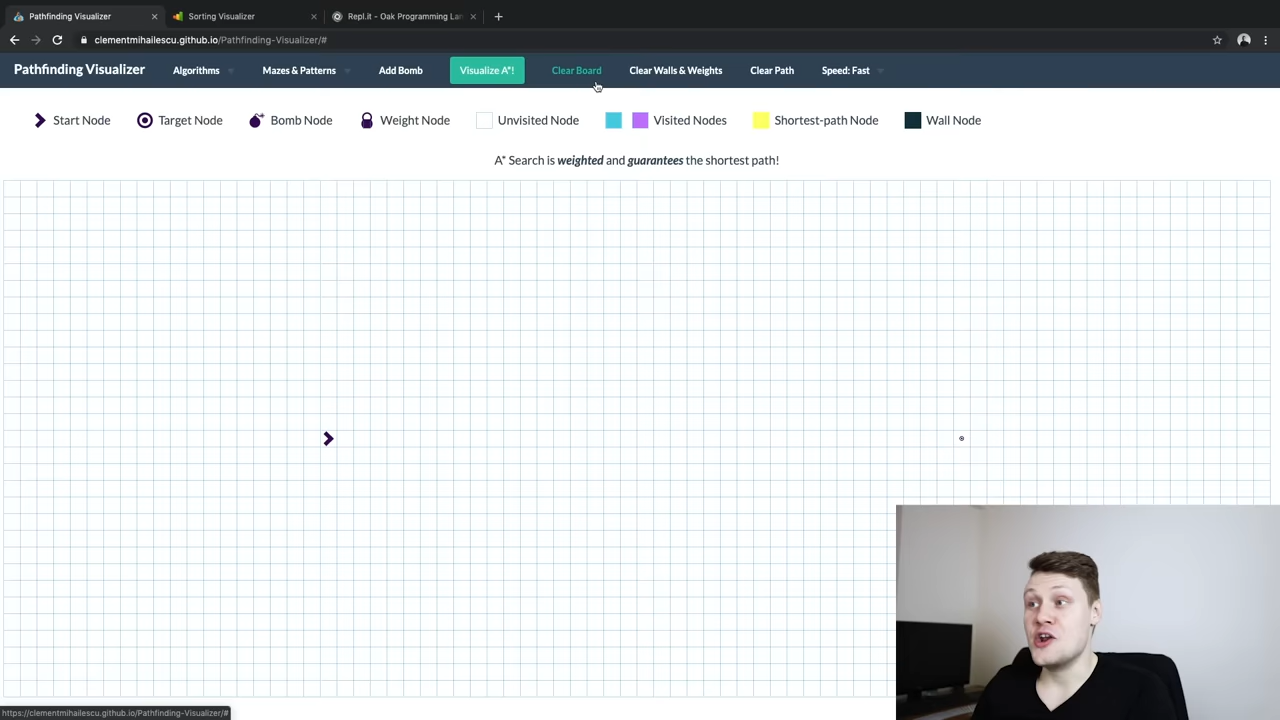 Pathfinding Visualizer
Sorting Visualizer
Repl.it - Oak Programming Lan
clementmihailescu.github.io/Pathfinding-Visualizer/#
Pathfinding Visualizer Algorithms Mazes & Patterns Add Bomb Visualize A*! Clear Board Clear Walls & Weights Clear Path Speed: Fast
Start Node Target Node Bomb Node Weight Node Unvisited Node Visited Nodes Shortest-path Node Wall Node
A* Search is weighted and guarantees the shortest path!
https://clementmihailescu.github.io/Pathfinding-Visualizer/#